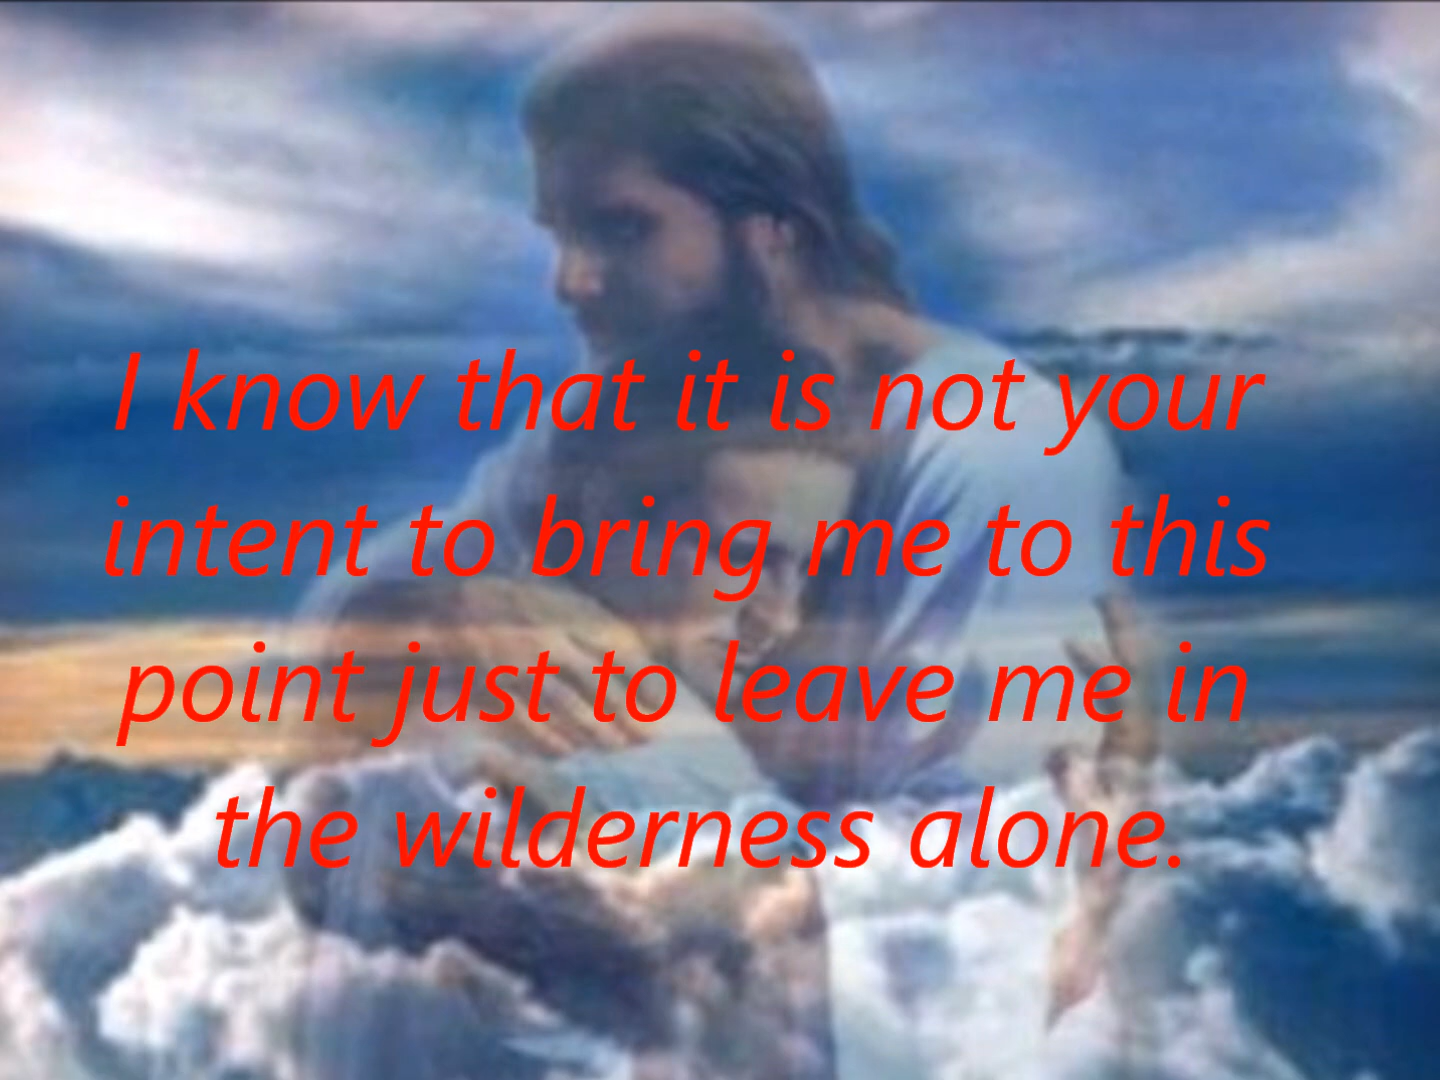 I know that it is not your
intent to bring me to this
point just to leave me in
the wilderness alone.